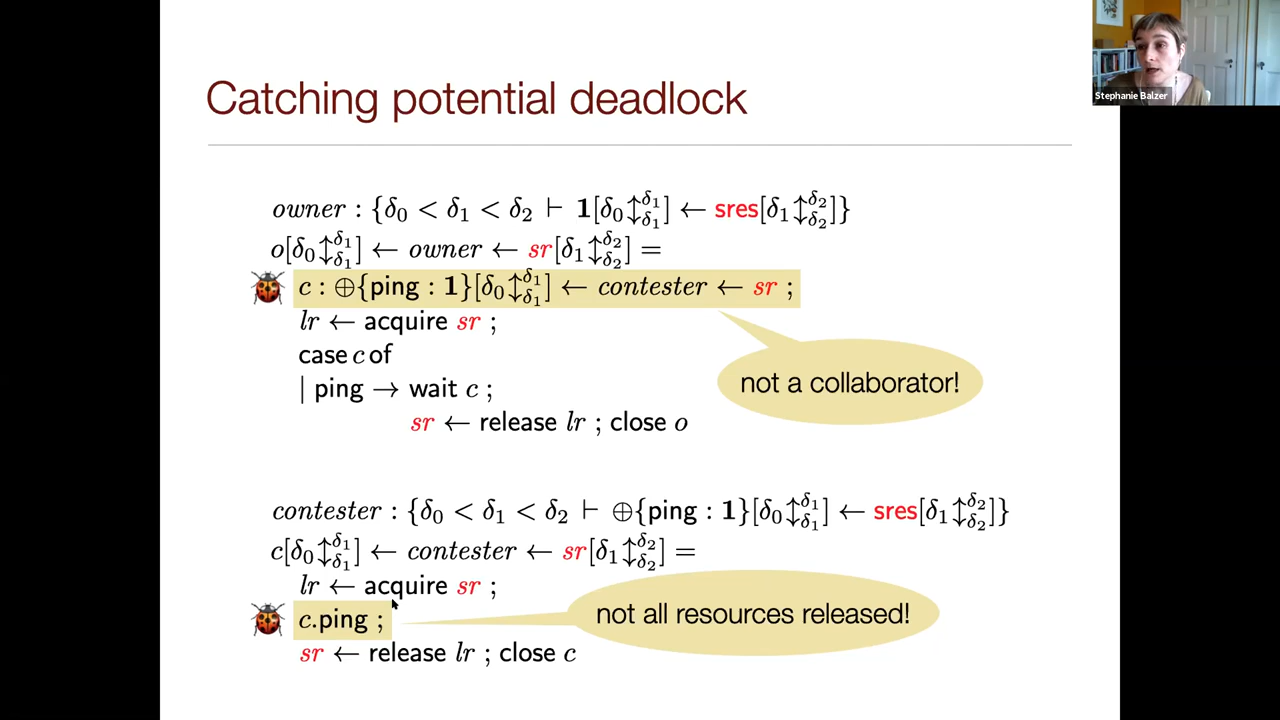 Stephanie Balzer
Catching potential deadlock
owner : {δ₀ < δ₁ < δ₂ ⊢ 1[δ₀↕δ₁δ₁] ← sres[δ₁↕δ₂δ₂]}
o[δ₀↕δ₁δ₁] ← owner ← sr[δ₁↕δ₂δ₂] =
c : ⊕{ping : 1}[δ₀↕δ₁δ₁] ← contester ← sr ;
lr ← acquire sr ;
case c of
| ping → wait c ;
not a collaborator!
sr ← release lr ; close o
contester : {δ₀ < δ₁ < δ₂ ⊢ ⊕{ping : 1}[δ₀↕δ₁δ₁] ← sres[δ₁↕δ₂δ₂]}
c[δ₀↕δ₁δ₁] ← contester ← sr[δ₁↕δ₂δ₂] =
lr ← acquire sr ;
c.ping ;
not all resources released!
sr ← release lr ; close c